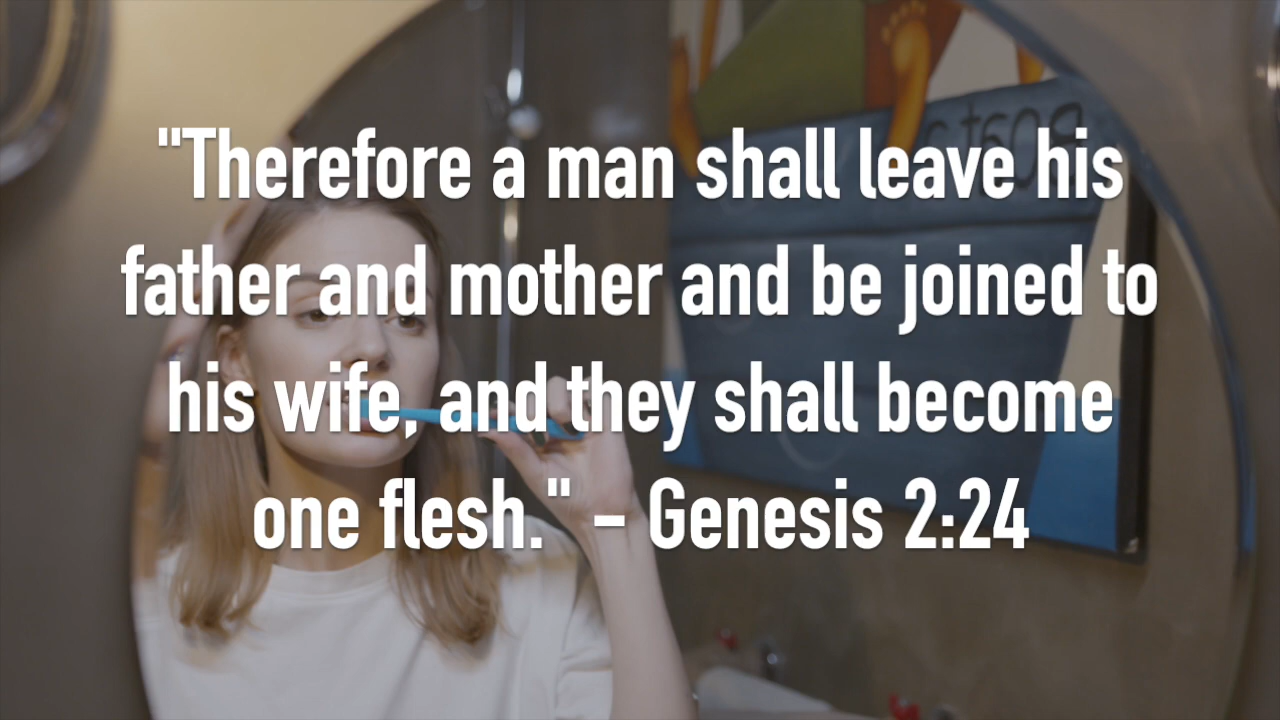 "Therefore a man shall leave his
father and mother and be joined to
his wife, and they shall become
one flesh." - Genesis 2:24